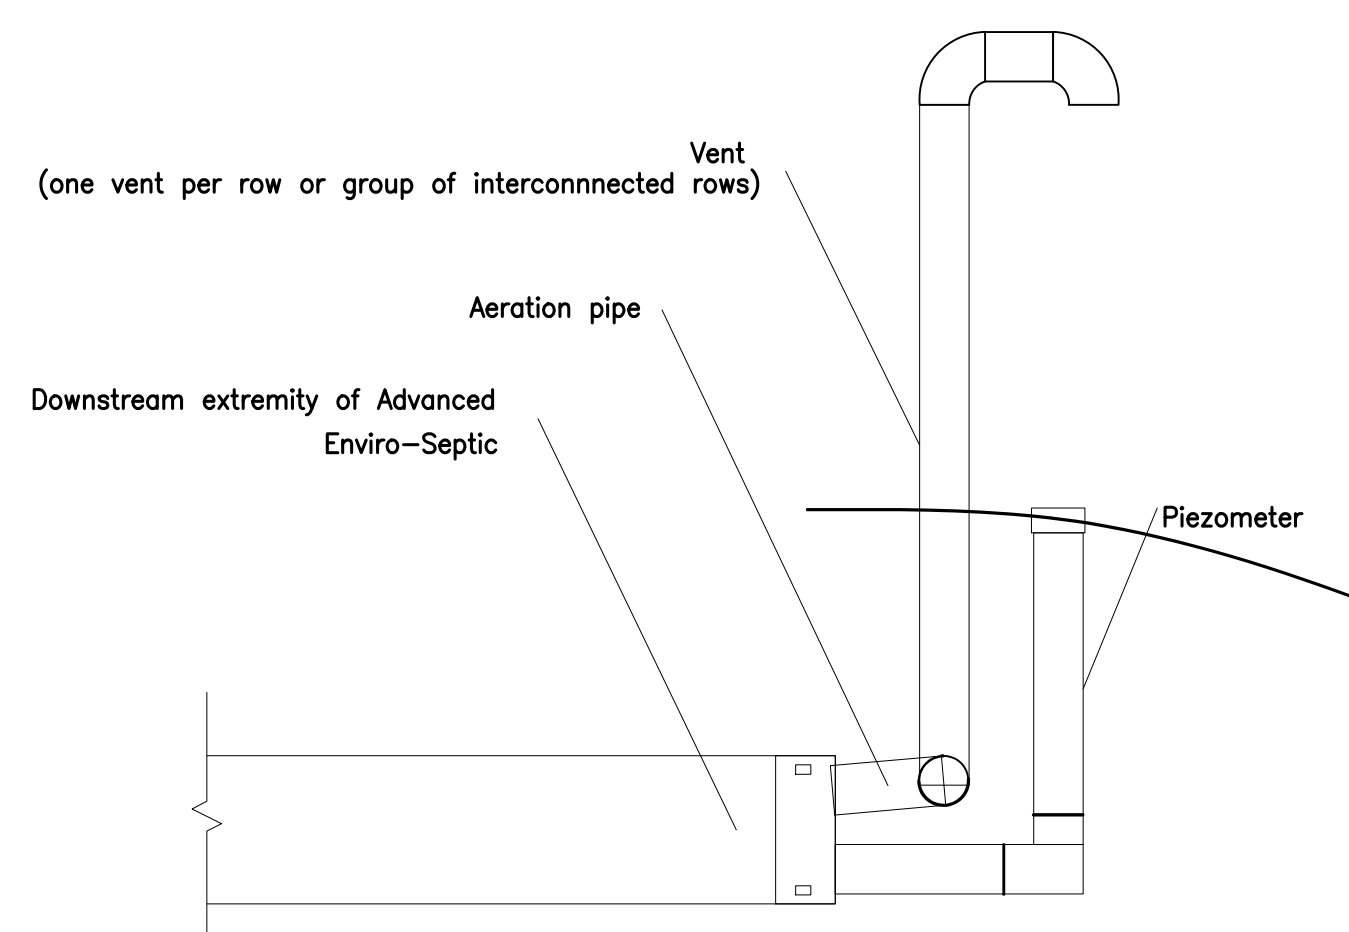 Vent
(one vent per row or group of interconnnected rows)
Aeration pipe
Downstream extremity of Advanced
Enviro-Septic
Piezometer